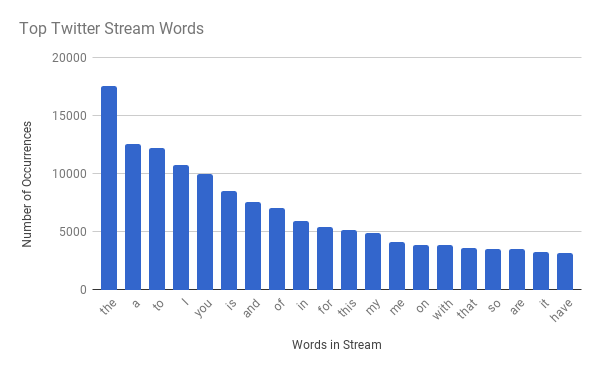 Top Twitter Stream Words
20000
15000
10000
5000
0
Number of Occurrences
the a to I you is and of in for this my me on with that so are it have
Words in Stream